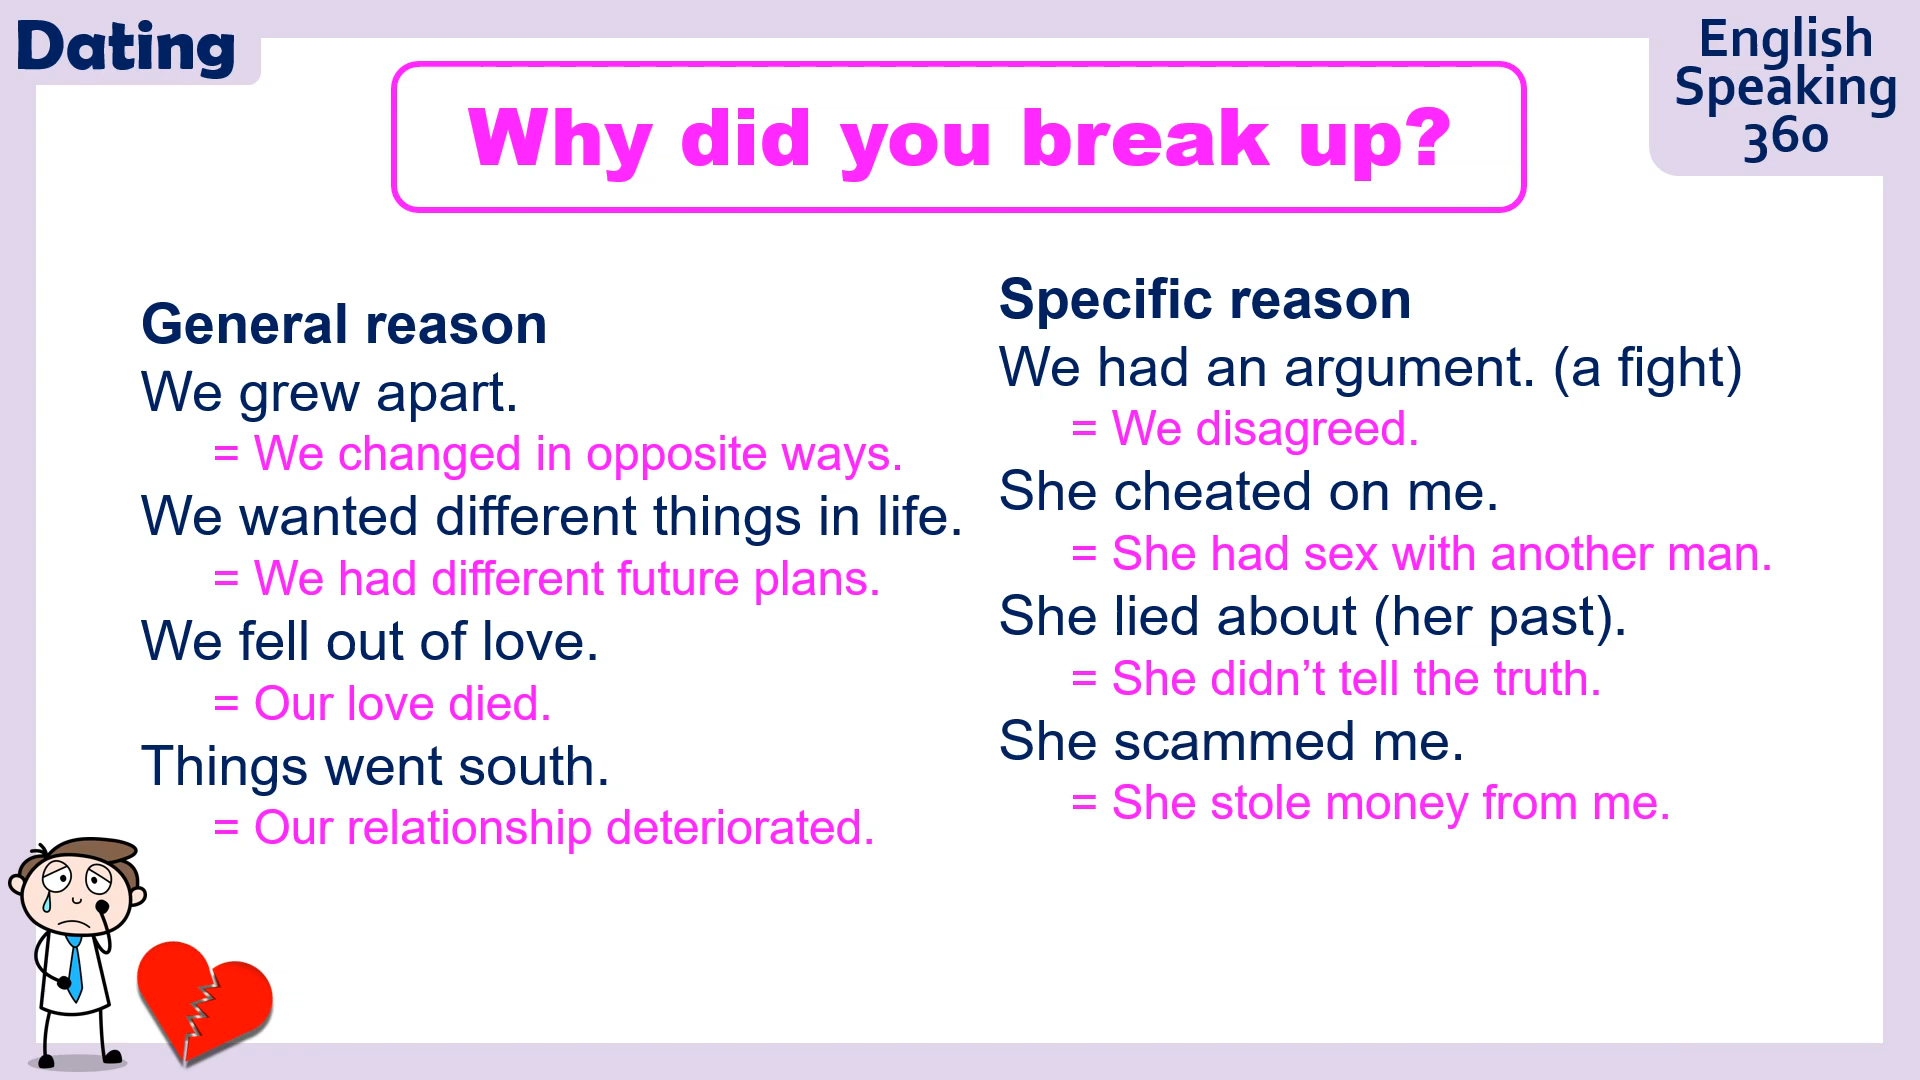 Dating
English
Speaking
360
Why did you break up?
General reason
We grew apart.
= We changed in opposite ways.
We wanted different things in life.
= We had different future plans.
We fell out of love.
= Our love died.
Things went south.
= Our relationship deteriorated.
Specific reason
We had an argument. (a fight)
= We disagreed.
She cheated on me.
= She had sex with another man.
She lied about (her past).
= She didn’t tell the truth.
She scammed me.
= She stole money from me.